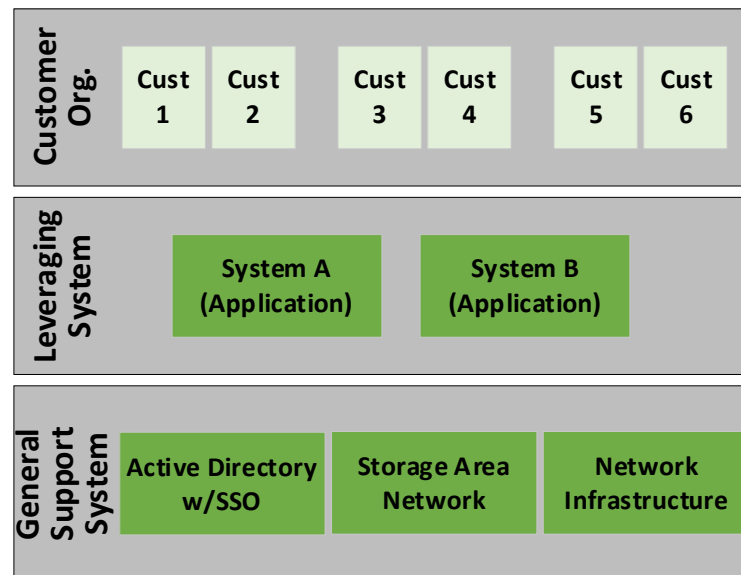 Customer
Org.
Cust
1
Cust
2
Cust
3
Cust
4
Cust
5
Cust
6
Leveraging
System
System A
(Application)
System B
(Application)
General
Support
System
Active Directory
w/SSO
Storage Area
Network
Network
Infrastructure